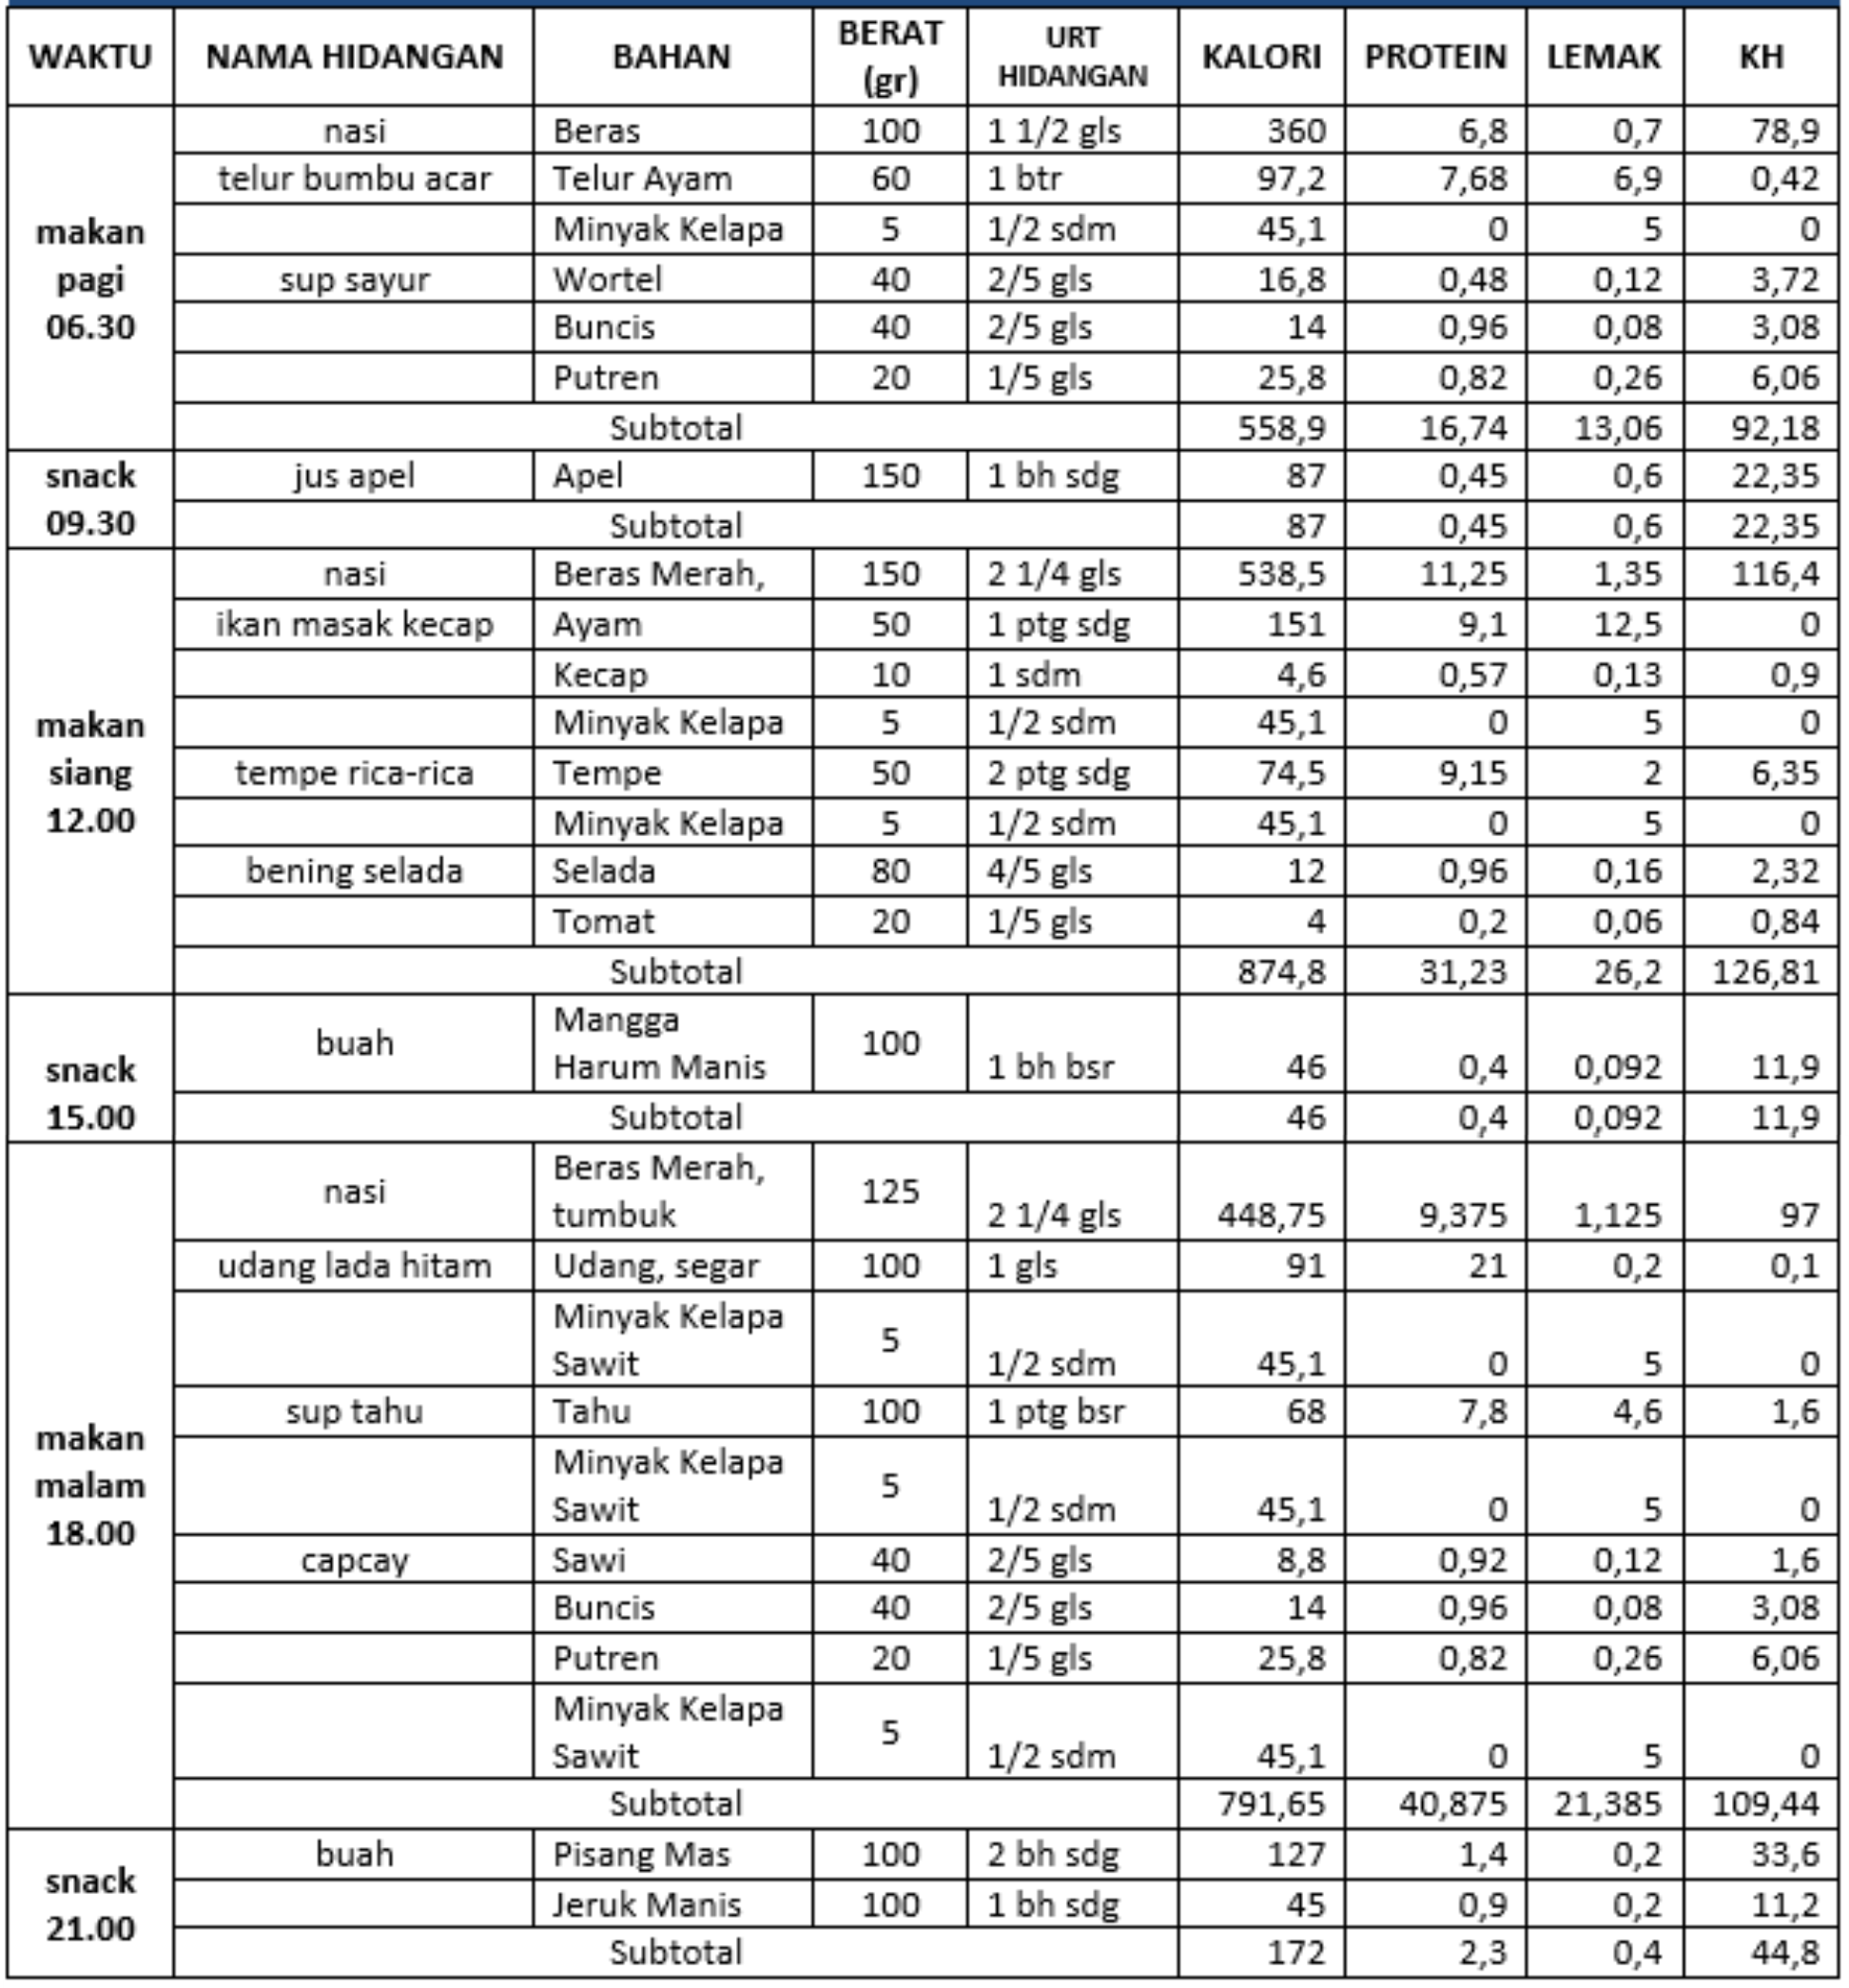 WAKTU NAMA HIDANGAN BAHAN BERAT (gr) URT HIDANGAN KALORI PROTEIN LEMAK KH
makan pagi 06.30
nasi Beras 100 1 1/2 gls 360 6,8 0,7 78,9
telur bumbu acar Telur Ayam 60 1 btr 97,2 7,68 6,9 0,42
Minyak Kelapa 5 1/2 sdm 45,1 0 5 0
sup sayur Wortel 40 2/5 gls 16,8 0,48 0,12 3,72
Buncis 40 2/5 gls 14 0,96 0,08 3,08
Putren 20 1/5 gls 25,8 0,82 0,26 6,06
Subtotal 558,9 16,74 13,06 92,18
snack 09.30
jus apel Apel 150 1 bh sdg 87 0,45 0,6 22,35
Subtotal 87 0,45 0,6 22,35
makan siang 12.00
nasi Beras Merah, 150 2 1/4 gls 538,5 11,25 1,35 116,4
ikan masak kecap Ayam 50 1 ptg sdg 151 9,1 12,5 0
Kecap 10 1 sdm 4,6 0,57 0,13 0,9
Minyak Kelapa 5 1/2 sdm 45,1 0 5 0
tempe rica-rica Tempe 50 2 ptg sdg 74,5 9,15 2 6,35
Minyak Kelapa 5 1/2 sdm 45,1 0 5 0
bening selada Selada 80 4/5 gls 12 0,96 0,16 2,32
Tomat 20 1/5 gls 4 0,2 0,06 0,84
Subtotal 874,8 31,23 26,2 126,81
snack 15.00
buah Mangga Harum Manis 100 1 bh bsr 46 0,4 0,092 11,9
Subtotal 46 0,4 0,092 11,9
makan malam 18.00
nasi Beras Merah, tumbuk 125 2 1/4 gls 448,75 9,375 1,125 97
udang lada hitam Udang, segar 100 1 gls 91 21 0,2 0,1
Minyak Kelapa Sawit 5 1/2 sdm 45,1 0 5 0
sup tahu Tahu 100 1 ptg bsr 68 7,8 4,6 1,6
Minyak Kelapa Sawit 5 1/2 sdm 45,1 0 5 0
capcay Sawi 40 2/5 gls 8,8 0,92 0,12 1,6
Buncis 40 2/5 gls 14 0,96 0,08 3,08
Putren 20 1/5 gls 25,8 0,82 0,26 6,06
Minyak Kelapa Sawit 5 1/2 sdm 45,1 0 5 0
Subtotal 791,65 40,875 21,385 109,44
snack 21.00
buah Pisang Mas 100 2 bh sdg 127 1,4 0,2 33,6
Jeruk Manis 100 1 bh sdg 45 0,9 0,2 11,2
Subtotal 172 2,3 0,4 44,8